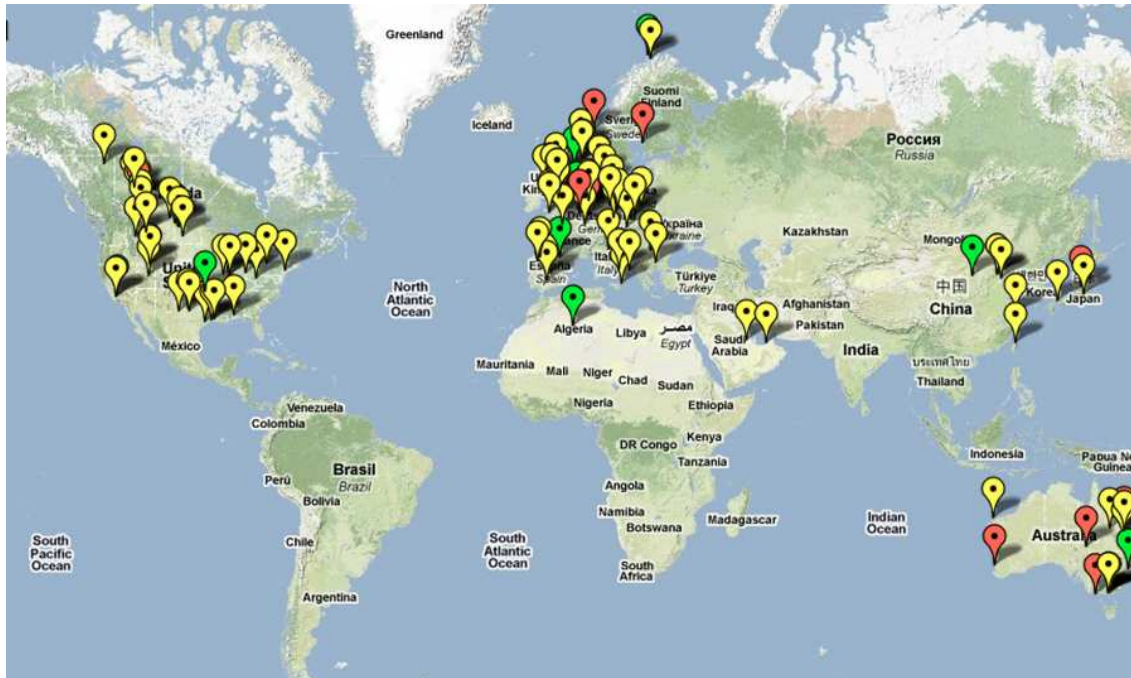 Greenland
Iceland
Suomi
Finland
Sweden
Россия
Russia
Україна
Ukraine
Kazakhstan
France
España
Spain
Italy
Türkiye
Turkey
North
Atlantic
Ocean
中国
China
Japan
Iraq
Afghanistan
Pakistan
Algeria
Libya
مصر
Egypt
Saudi
Arabia
India
México
Mauritania
Mali
Niger
Chad
Sudan
ประเทศไทย
Thailand
Nigeria
Ethiopia
Venezuela
Colombia
DR Congo
Kenya
Tanzania
Indonesia
Papua New
Guinea
Perú
Brasil
Brazil
Bolivia
Angola
Namibia
Botswana
Madagascar
Indian
Ocean
Australia
South
Pacific
Ocean
Chile
South
Atlantic
Ocean
South
Africa
Argentina